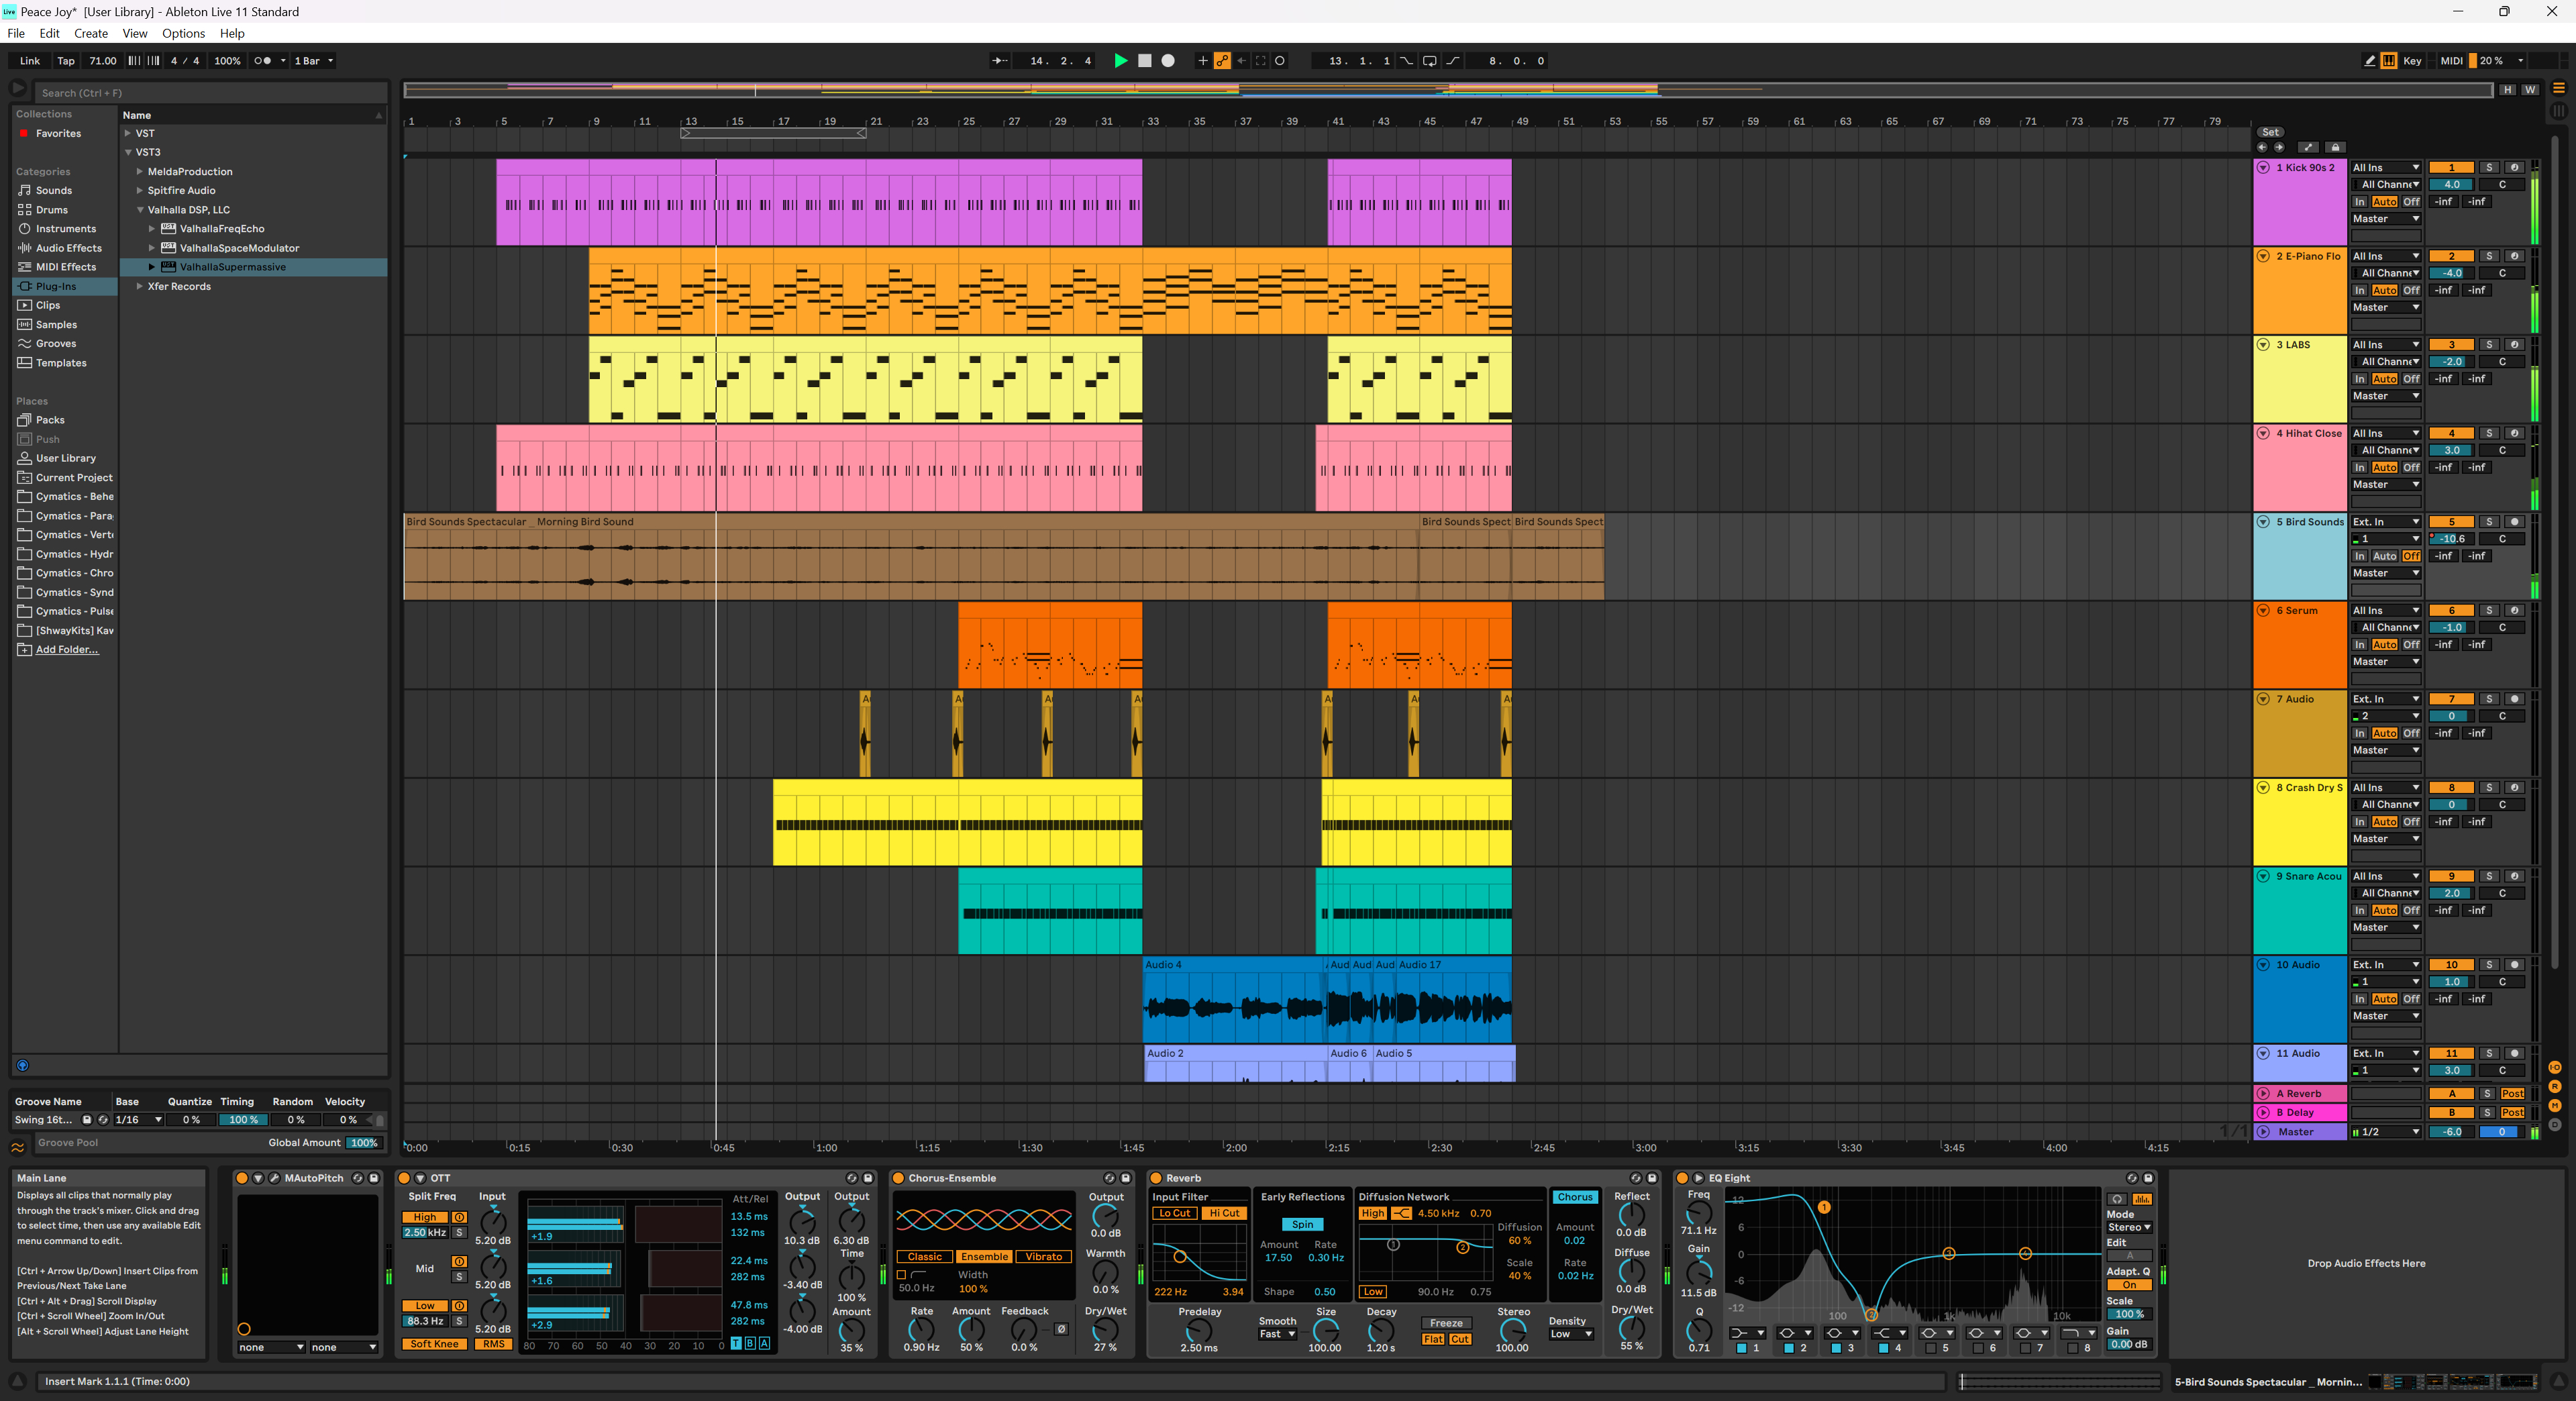 Peace Joy* [User Library] - Ableton Live 11 Standard
File Edit Create View Options Help
Link Tap 71.00 4 / 4 100% 1 Bar 14. 2. 4 13. 1. 1 8. 0. 0 Key MIDI 20 %
Search (Ctrl + F)
H W
Collections
Favorites
Categories
Sounds
Drums
Instruments
Audio Effects
MIDI Effects
Plug-Ins
Clips
Samples
Grooves
Templates
Places
Packs
Push
User Library
Current Project
Cymatics - Behe
Cymatics - Para
Cymatics - Verti
Cymatics - Hydr
Cymatics - Chro
Cymatics - Synd
Cymatics - Pulse
[ShwayKits] Kaw
Add Folder...
Name
VST
VST3
MeldaProduction
Spitfire Audio
Valhalla DSP, LLC
ValhallaFreqEcho
ValhallaSpaceModulator
ValhallaSupermassive
Xfer Records
1 3 5 7 9 11 13 15 17 19 21 23 25 27 29 31 33 35 37 39 41 43 45 47 49 51 53 55 57 59 61 63 65 67 69 71 73 75 77 79
Set
1 Kick 90s 2 All Ins 1 S
All Channe 4.0 C
In Auto Off -inf -inf
Master
2 E-Piano Flo All Ins 2 S
All Channe -4.0 C
In Auto Off -inf -inf
Master
3 LABS All Ins 3 S
All Channe -2.0 C
In Auto Off -inf -inf
Master
4 Hihat Close All Ins 4 S
All Channe 3.0 C
In Auto Off -inf -inf
Master
Bird Sounds Spectacular _ Morning Bird Sound Bird Sounds Spect Bird Sounds Spect
5 Bird Sounds Ext. In 5 S
1 -10.6 C
In Auto Off -inf -inf
Master
6 Serum All Ins 6 S
All Channe -1.0 C
In Auto Off -inf -inf
Master
7 Audio Ext. In 7 S
2 0 C
In Auto Off -inf -inf
Master
8 Crash Dry S All Ins 8 S
All Channe 0 C
In Auto Off -inf -inf
Master
9 Snare Acou All Ins 9 S
All Channe 2.0 C
In Auto Off -inf -inf
Master
Audio 4 Aud Aud Aud Audio 17
10 Audio Ext. In 10 S
1 1.0 C
In Auto Off -inf -inf
Master
Audio 2 Audio 6 Audio 5
11 Audio Ext. In 11 S
1 3.0 C
A Reverb A S Post
B Delay B S Post
1/1 Master 1/2 -6.0 0
0:00 0:15 0:30 0:45 1:00 1:15 1:30 1:45 2:00 2:15 2:30 2:45 3:00 3:15 3:30 3:45 4:00 4:15
Groove Name Base Quantize Timing Random Velocity
Swing 16t... 1/16 0 % 100 % 0 % 0 %
Groove Pool Global Amount 100%
Main Lane
Displays all clips that normally play
through the track's mixer. Click and drag
to select time, then use any available Edit
menu command to edit.
[Ctrl + Arrow Up/Down] Insert Clips from
Previous/Next Take Lane
[Ctrl + Alt + Drag] Scroll Display
[Ctrl + Scroll Wheel] Zoom In/Out
[Alt + Scroll Wheel] Adjust Lane Height
MAutoPitch
none none
OTT
Split Freq Input Att/Rel Output Output
High 2.50 kHz S 5.20 dB +1.9 13.5 ms 132 ms 10.3 dB 6.30 dB
Mid S 5.20 dB +1.6 22.4 ms 282 ms -3.40 dB Time 100 %
Low 88.3 Hz S 5.20 dB +2.9 47.8 ms 282 ms -4.00 dB Amount 35 %
Soft Knee RMS 80 70 60 50 40 30 20 10 0 T B A
Chorus-Ensemble
Output 0.0 dB
Classic Ensemble Vibrato
Warmth 0.0 %
50.0 Hz Width 100 %
Rate Amount Feedback Dry/Wet
0.90 Hz 50 % 0.0 % Ø 27 %
Reverb
Input Filter Early Reflections Diffusion Network Chorus Reflect
Lo Cut Hi Cut Spin High 4.50 kHz 0.70 0.0 dB
Amount Rate Diffusion Amount
17.50 0.30 Hz 60 % 0.02
Scale Rate Diffuse
40 % 0.02 Hz 0.0 dB
222 Hz 3.94 Shape 0.50 Low 90.0 Hz 0.75
Predelay Smooth Size Decay Freeze Stereo Density Dry/Wet
2.50 ms Fast 100.00 1.20 s Flat Cut 100.00 Low 55 %
EQ Eight
Freq 71.1 Hz
Gain 11.5 dB
Q 0.71
12 6 0 -6 -12
100 1k 10k
1 2 3 4
1 2 3 4 5 6 7 8
Mode
Stereo
Edit
A
Adapt. Q
On
Scale
100 %
Gain
0.00 dB
Drop Audio Effects Here
Insert Mark 1.1.1 (Time: 0:00)
5-Bird Sounds Spectacular _ Mornin...